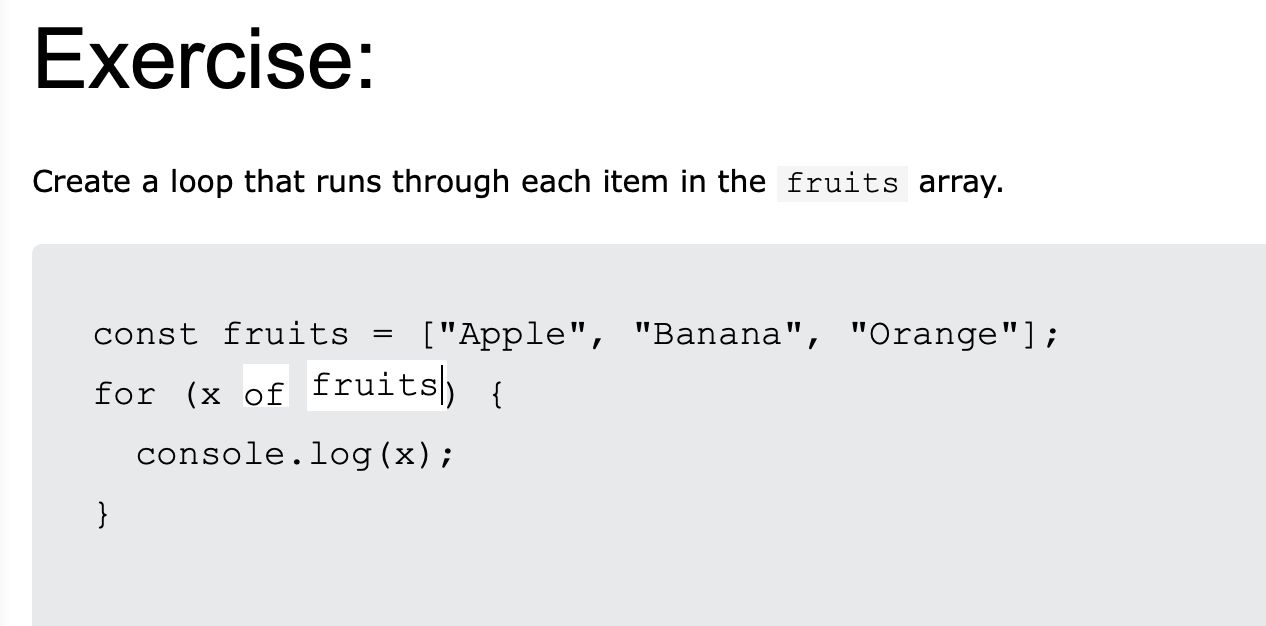 Exercise:
Create a loop that runs through each item in the fruits array.
const fruits = ["Apple", "Banana", "Orange"];
for (x of fruits) {
  console.log(x);
}